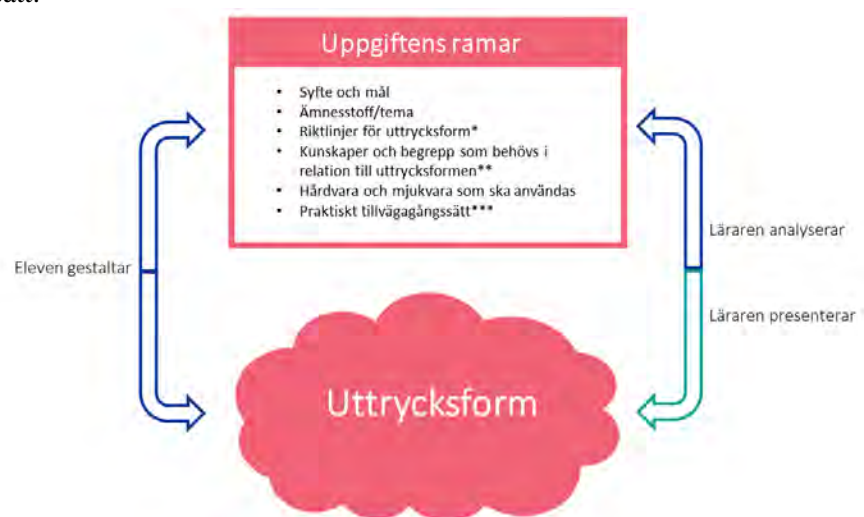 Uppgiftens ramar
• Syfte och mål
• Ämnesstoff/tema
• Riktlinjer för uttrycksform*
• Kunskaper och begrepp som behövs i
relation till uttrycksformen**
• Hårdvara och mjukvara som ska användas
• Praktiskt tillvägagångssätt***
Läraren analyserar
Eleven gestaltar
Läraren presenterar
Uttrycksform